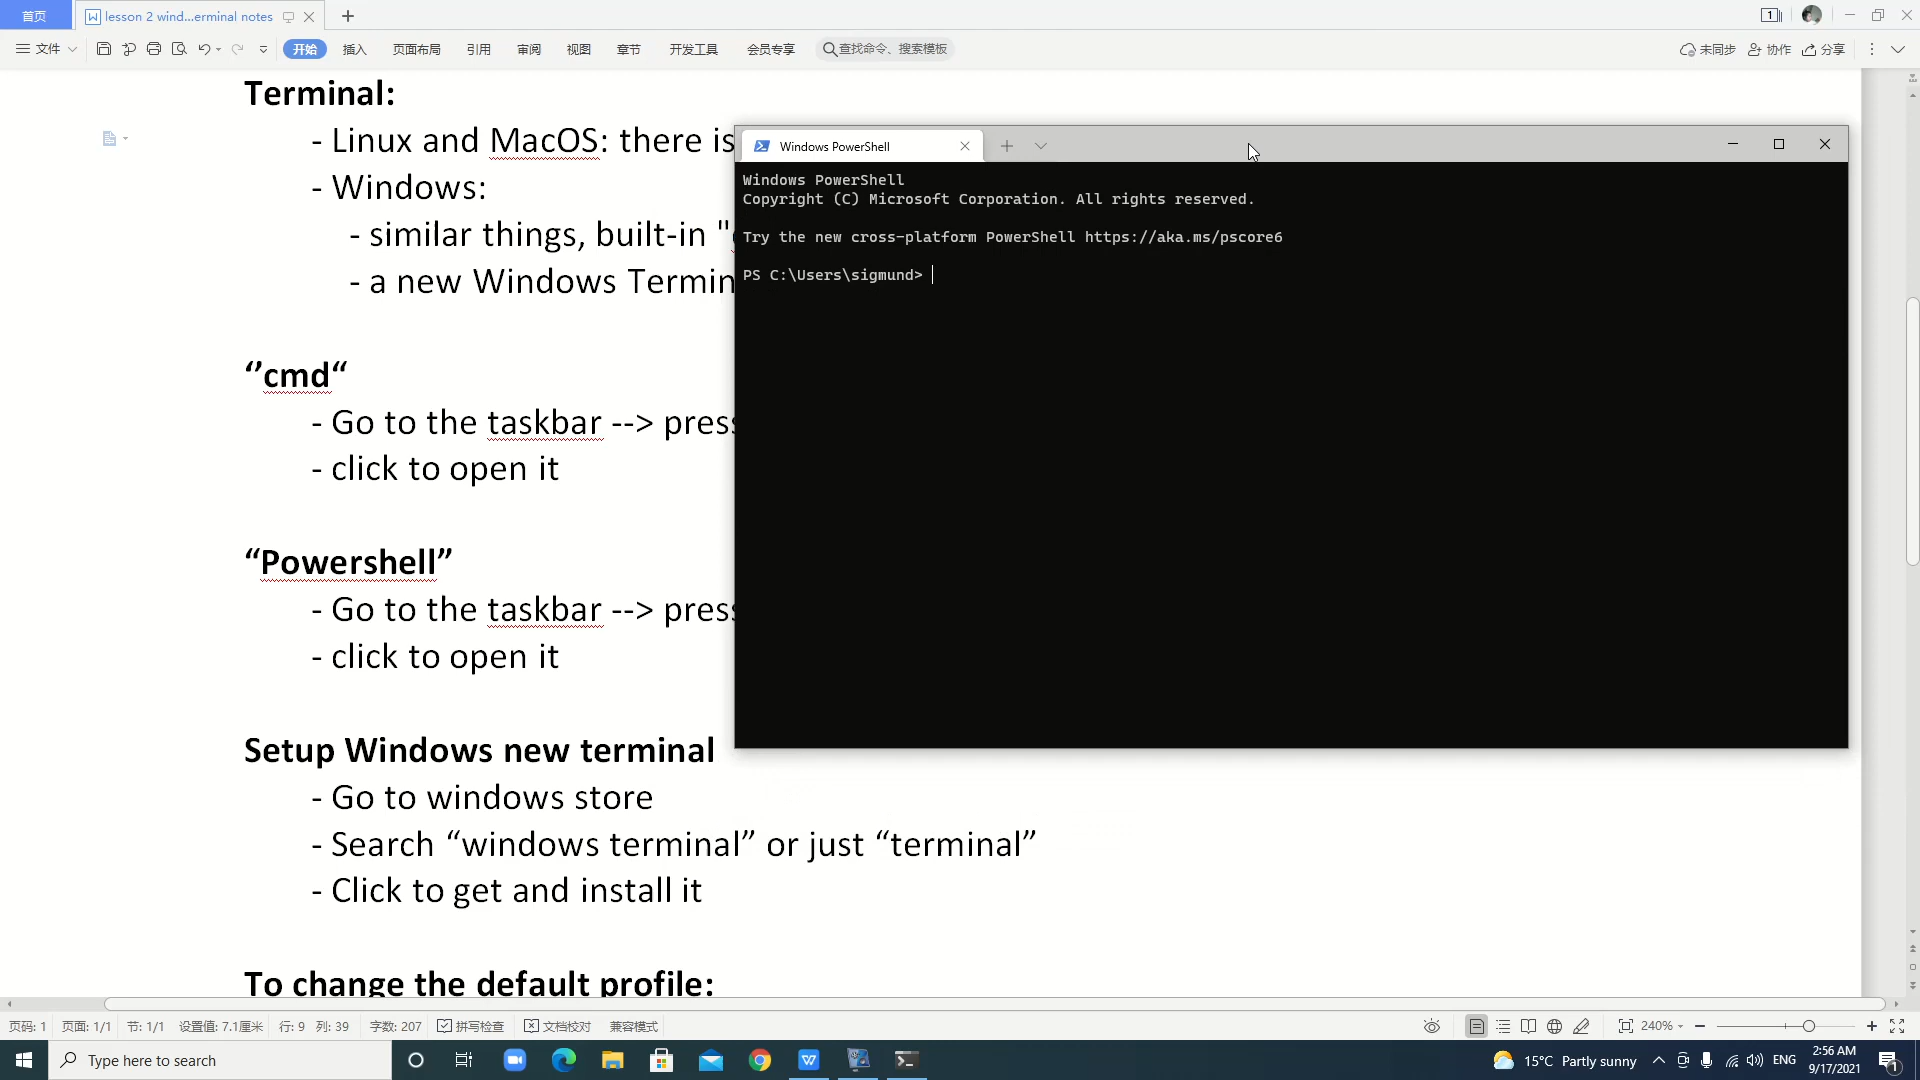 首页
lesson 2 wind...erminal notes
1
文件
开始
插入
页面布局
引用
审阅
视图
章节
开发工具
会员专享
查找命令、搜索模板
未同步
协作
分享
Terminal:
- Linux and MacOS: there is
- Windows:
- similar things, built-in "
- a new Windows Termin
‘’cmd“
- Go to the taskbar --> press
- click to open it
“Powershell”
- Go to the taskbar --> press
- click to open it
Setup Windows new terminal
- Go to windows store
- Search “windows terminal” or just “terminal”
- Click to get and install it
To change the default profile:
Windows PowerShell
Windows PowerShell
Copyright (C) Microsoft Corporation. All rights reserved.
Try the new cross-platform PowerShell https://aka.ms/pscore6
PS C:\Users\sigmund>
页码: 1
页面: 1/1
节: 1/1
设置值: 7.1厘米
行: 9
列: 39
字数: 207
拼写检查
文档校对
兼容模式
240%
Type here to search
15°C Partly sunny
ENG
2:56 AM
9/17/2021
1